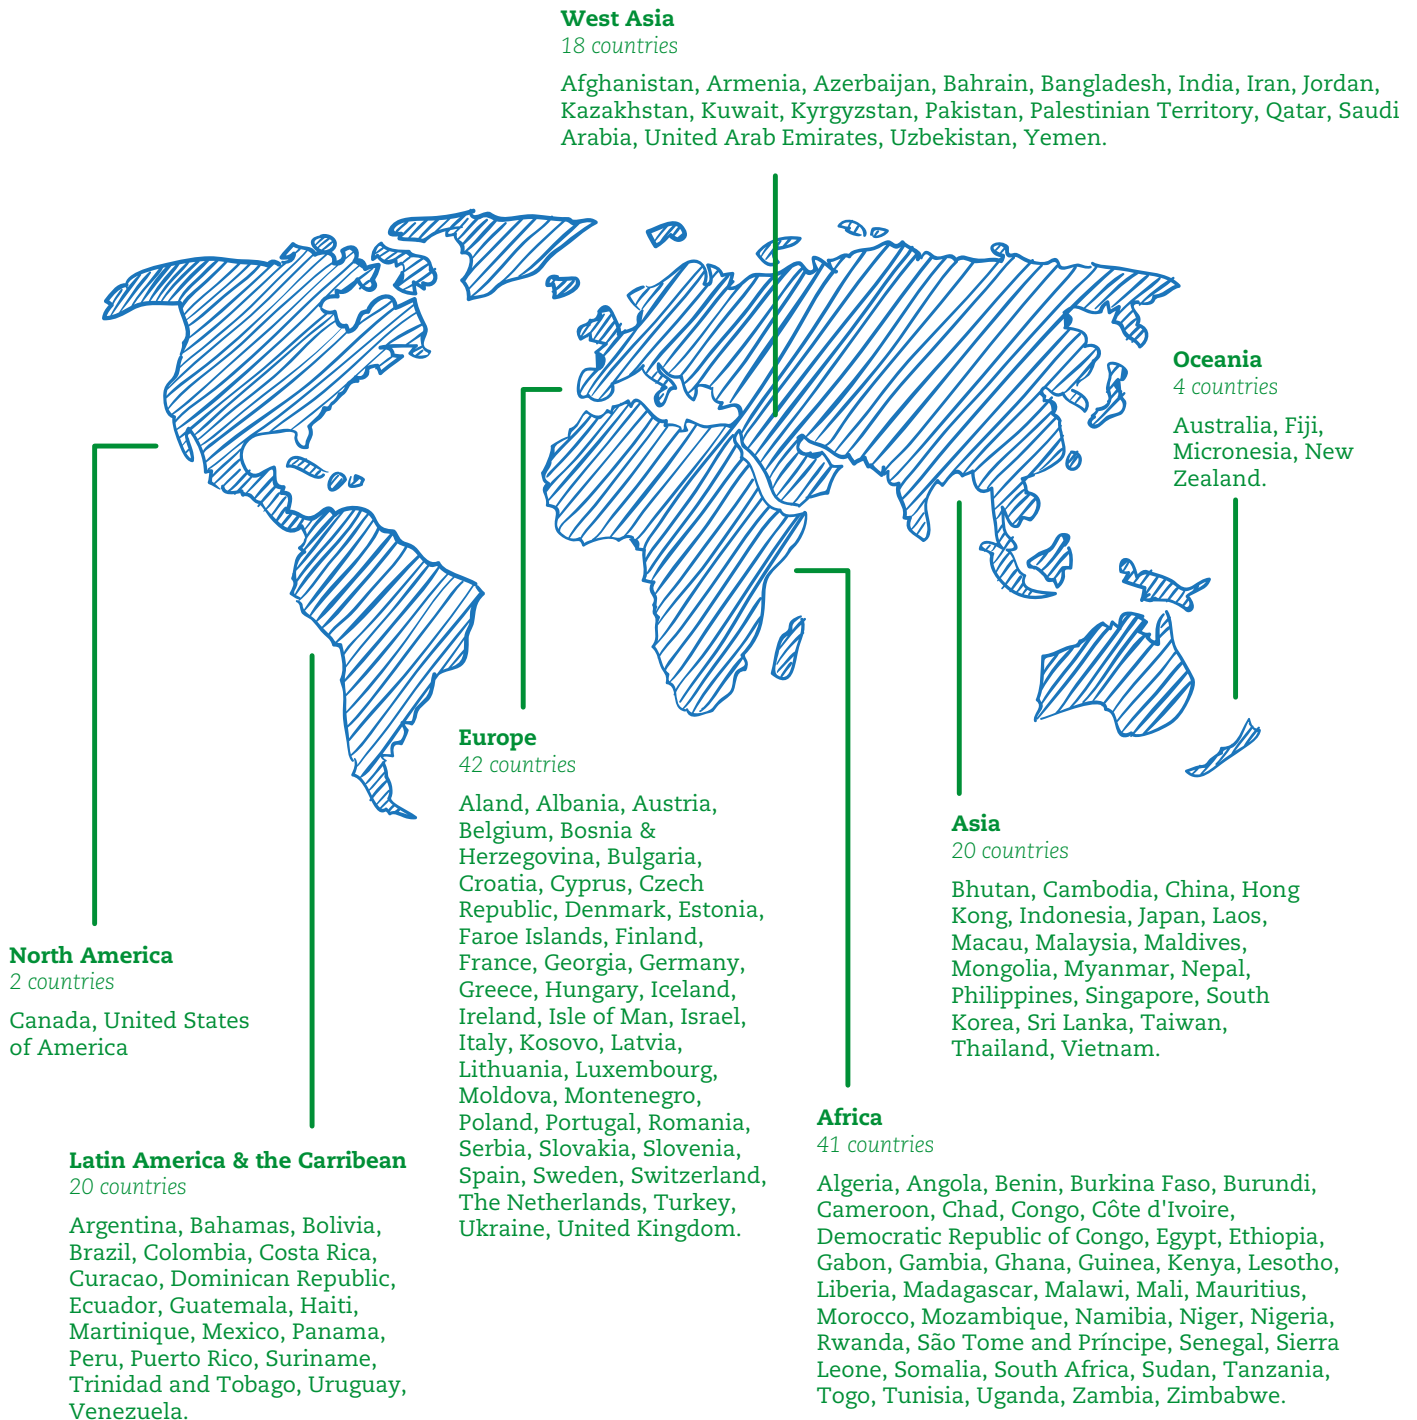 West Asia
18 countries
Afghanistan, Armenia, Azerbaijan, Bahrain, Bangladesh, India, Iran, Jordan,
Kazakhstan, Kuwait, Kyrgyzstan, Pakistan, Palestinian Territory, Qatar, Saudi
Arabia, United Arab Emirates, Uzbekistan, Yemen.
Oceania
4 countries
Australia, Fiji,
Micronesia, New
Zealand.
Europe
42 countries
Aland, Albania, Austria,
Belgium, Bosnia &
Herzegovina, Bulgaria,
Croatia, Cyprus, Czech
Republic, Denmark, Estonia,
Faroe Islands, Finland,
France, Georgia, Germany,
Greece, Hungary, Iceland,
Ireland, Isle of Man, Israel,
Italy, Kosovo, Latvia,
Lithuania, Luxembourg,
Moldova, Montenegro,
Poland, Portugal, Romania,
Serbia, Slovakia, Slovenia,
Spain, Sweden, Switzerland,
The Netherlands, Turkey,
Ukraine, United Kingdom.
Asia
20 countries
Bhutan, Cambodia, China, Hong
Kong, Indonesia, Japan, Laos,
Macau, Malaysia, Maldives,
Mongolia, Myanmar, Nepal,
Philippines, Singapore, South
Korea, Sri Lanka, Taiwan,
Thailand, Vietnam.
North America
2 countries
Canada, United States
of America
Africa
41 countries
Algeria, Angola, Benin, Burkina Faso, Burundi,
Cameroon, Chad, Congo, Côte d'Ivoire,
Democratic Republic of Congo, Egypt, Ethiopia,
Gabon, Gambia, Ghana, Guinea, Kenya, Lesotho,
Liberia, Madagascar, Malawi, Mali, Mauritius,
Morocco, Mozambique, Namibia, Niger, Nigeria,
Rwanda, São Tome and Príncipe, Senegal, Sierra
Leone, Somalia, South Africa, Sudan, Tanzania,
Togo, Tunisia, Uganda, Zambia, Zimbabwe.
Latin America & the Carribean
20 countries
Argentina, Bahamas, Bolivia,
Brazil, Colombia, Costa Rica,
Curacao, Dominican Republic,
Ecuador, Guatemala, Haiti,
Martinique, Mexico, Panama,
Peru, Puerto Rico, Suriname,
Trinidad and Tobago, Uruguay,
Venezuela.